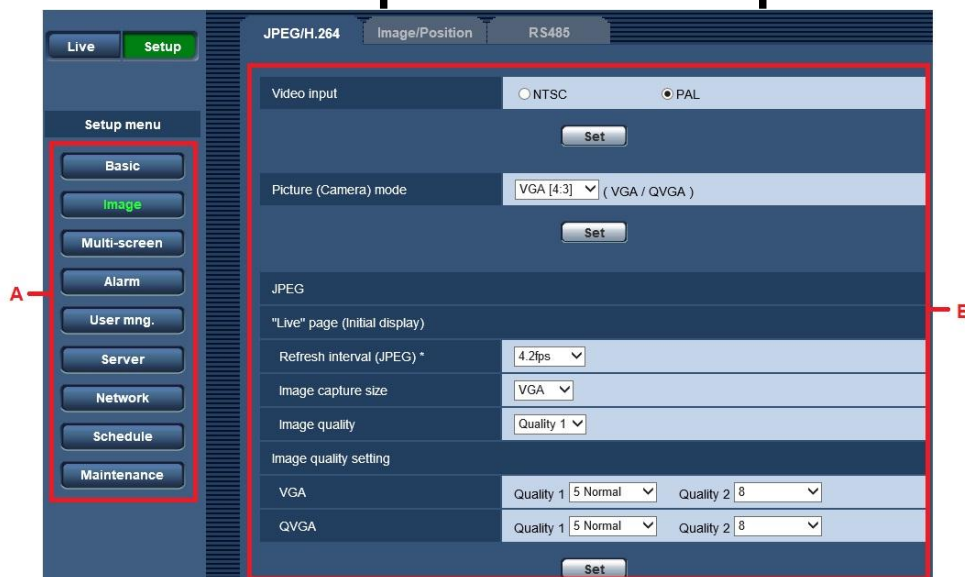 JPEG/H.264 Image/Position RS485
Live Setup
Video input NTSC PAL
Set
Setup menu
Basic
Picture (Camera) mode VGA [4:3] ( VGA / QVGA )
Image
Set
Multi-screen
Alarm
JPEG
A
"Live" page (Initial display)
User mng.
Refresh interval (JPEG) * 4.2fps
Server
Image capture size VGA
Network
Image quality Quality 1
Schedule
Image quality setting
Maintenance
VGA Quality 1 5 Normal Quality 2 8
QVGA Quality 1 5 Normal Quality 2 8
Set